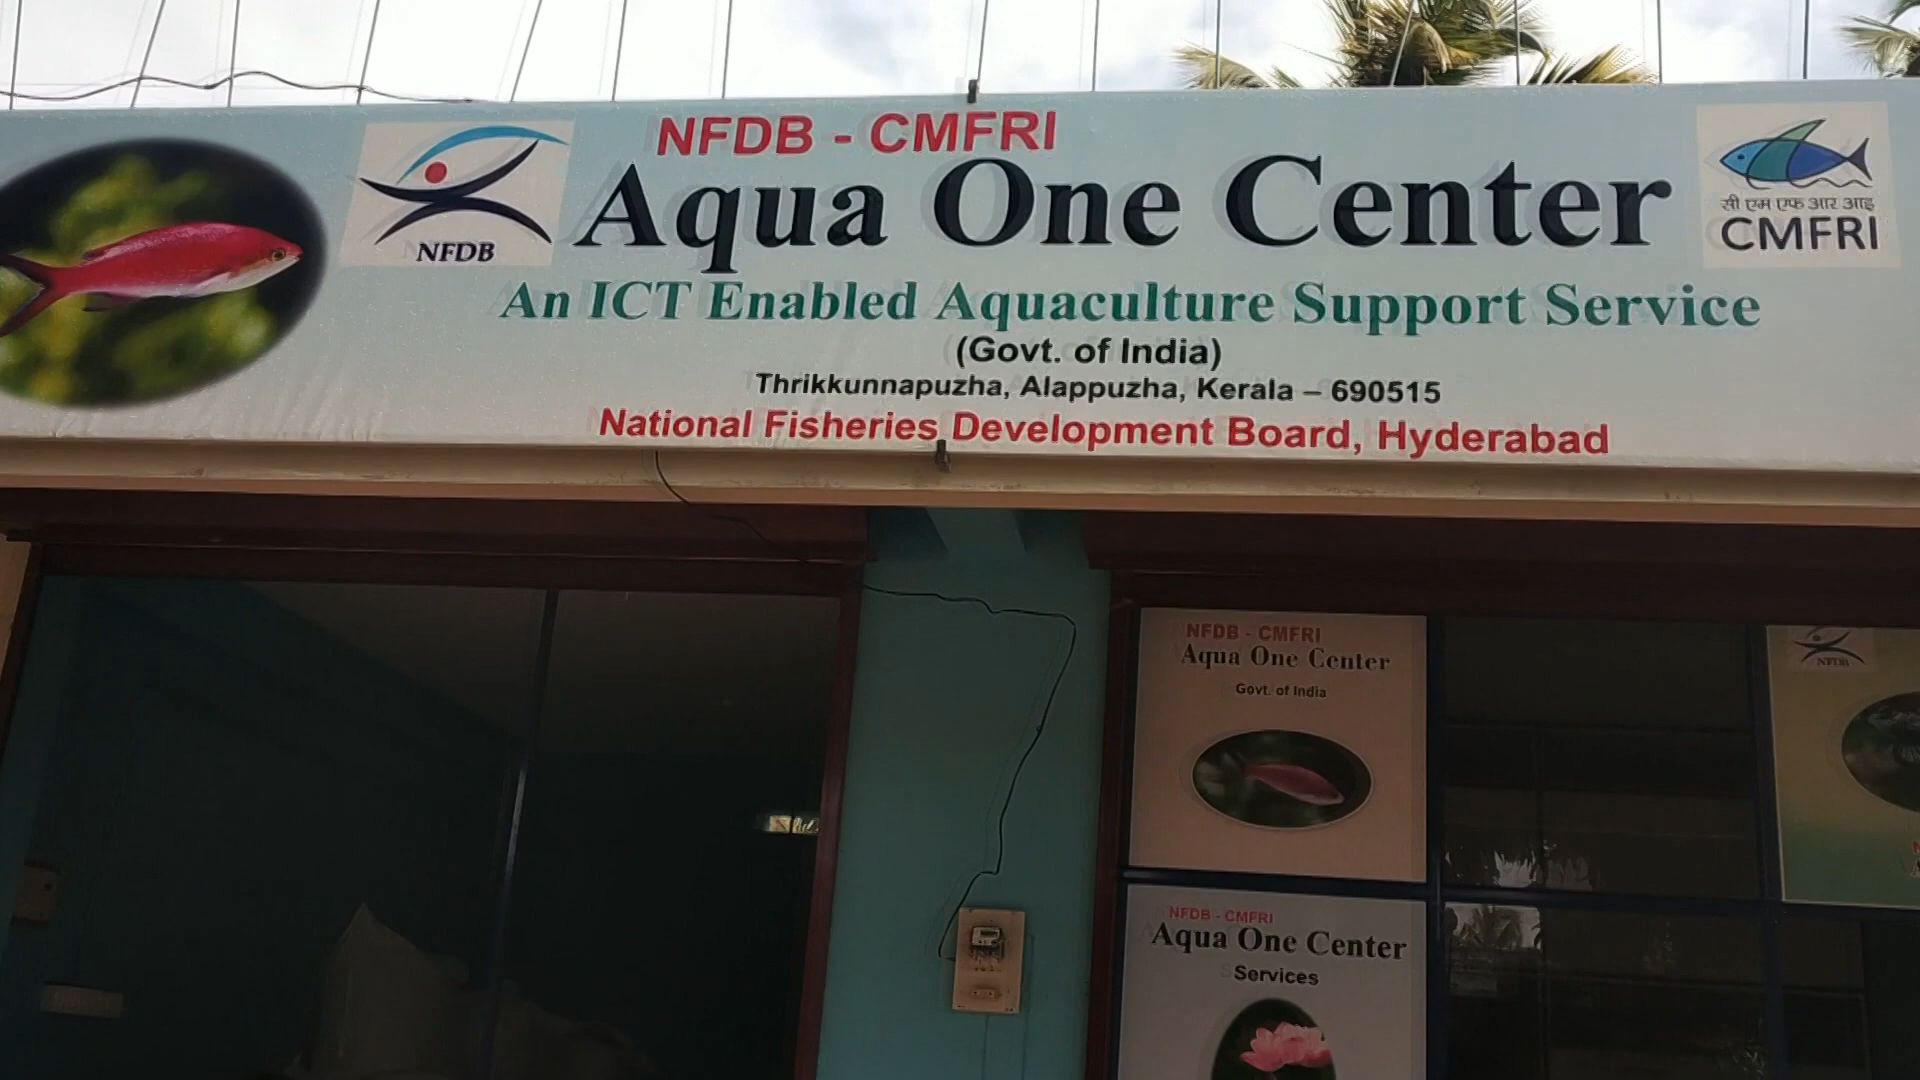 NFDB - CMFRI
Aqua One Center
NFDB
सी एम एफ आर आइ
CMFRI
An ICT Enabled Aquaculture Support Service
(Govt. of India)
Thrikkunnapuzha, Alappuzha, Kerala – 690515
National Fisheries Development Board, Hyderabad
NFDB - CMFRI
Aqua One Center
Govt. of India
NFDB
NFDB - CMFRI
Aqua One Center
Services